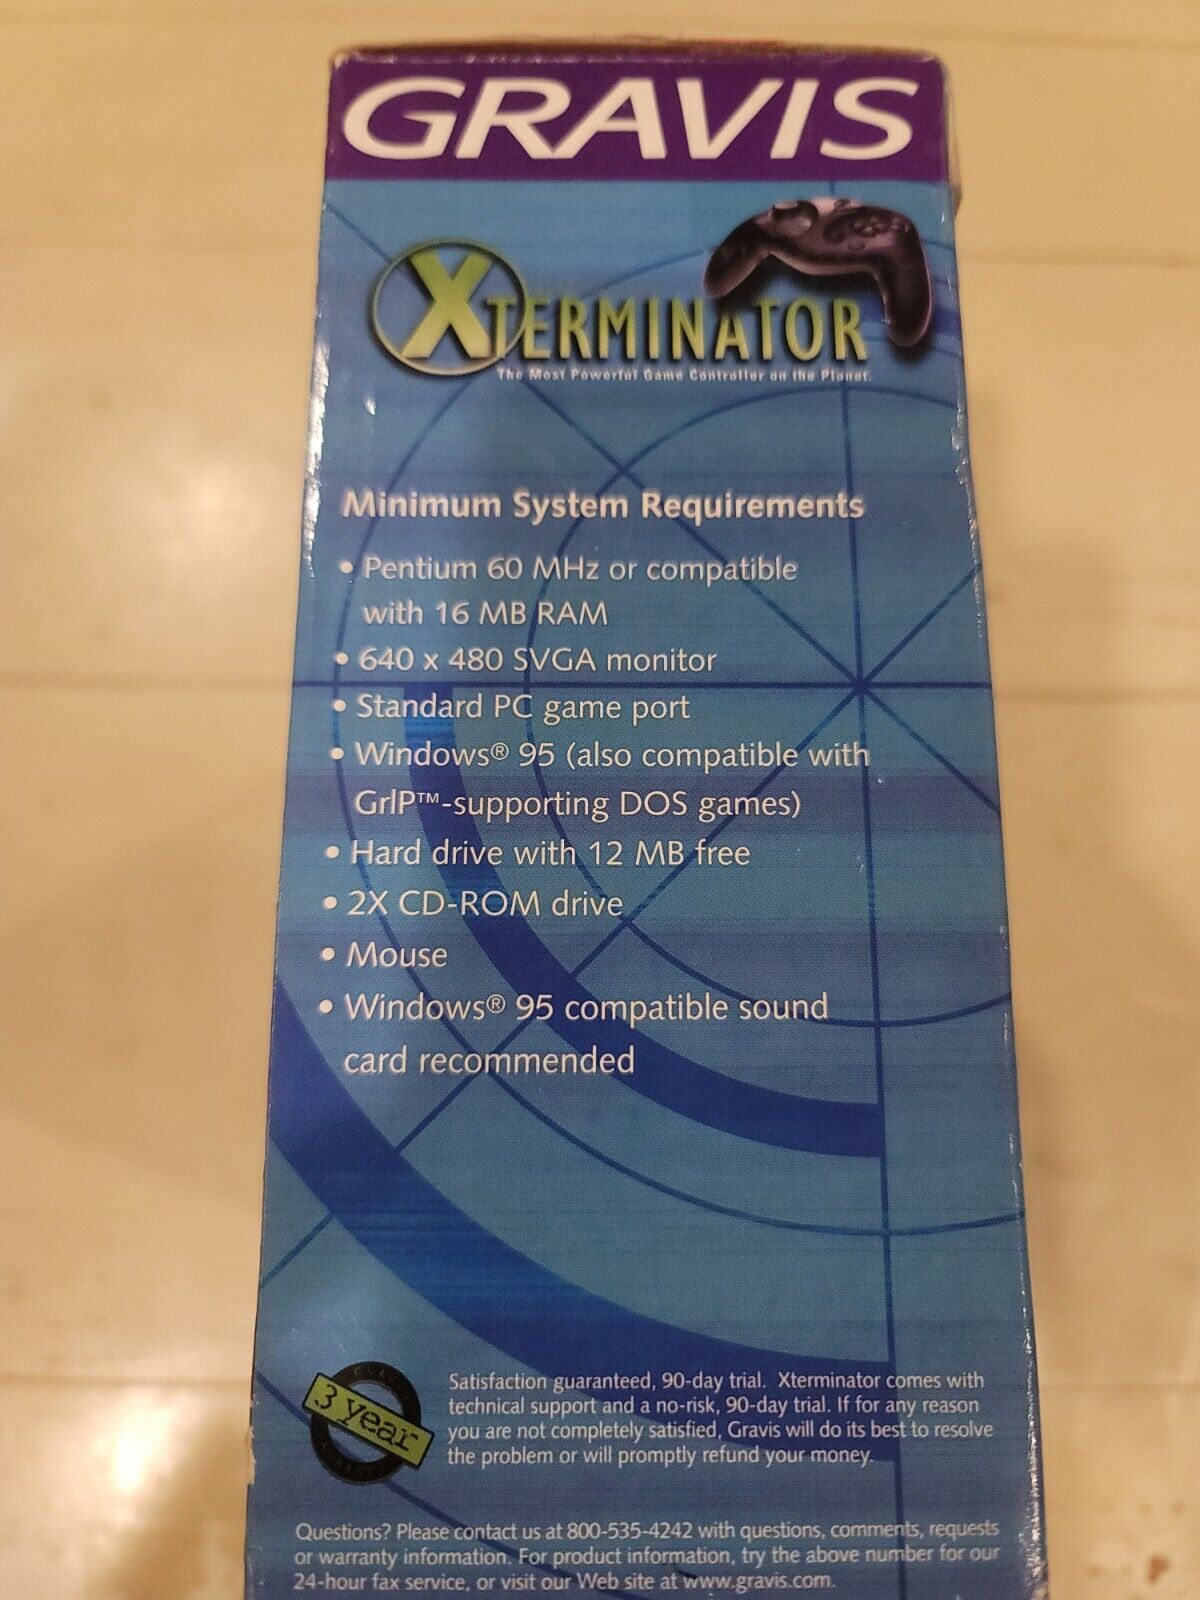 GRAVIS
XTERMINATOR
The Most Powerful Game Controller on the Planet.
Minimum System Requirements
• Pentium 60 MHz or compatible
with 16 MB RAM
• 640 x 480 SVGA monitor
• Standard PC game port
• Windows® 95 (also compatible with
GrIP™-supporting DOS games)
• Hard drive with 12 MB free
• 2X CD-ROM drive
• Mouse
• Windows® 95 compatible sound
card recommended
3 Year
Satisfaction guaranteed, 90-day trial. Xterminator comes with
technical support and a no-risk, 90-day trial. If for any reason
you are not completely satisfied, Gravis will do its best to resolve
the problem or will promptly refund your money.
Questions? Please contact us at 800-535-4242 with questions, comments, requests
or warranty information. For product information, try the above number for our
24-hour fax service, or visit our Web site at www.gravis.com.